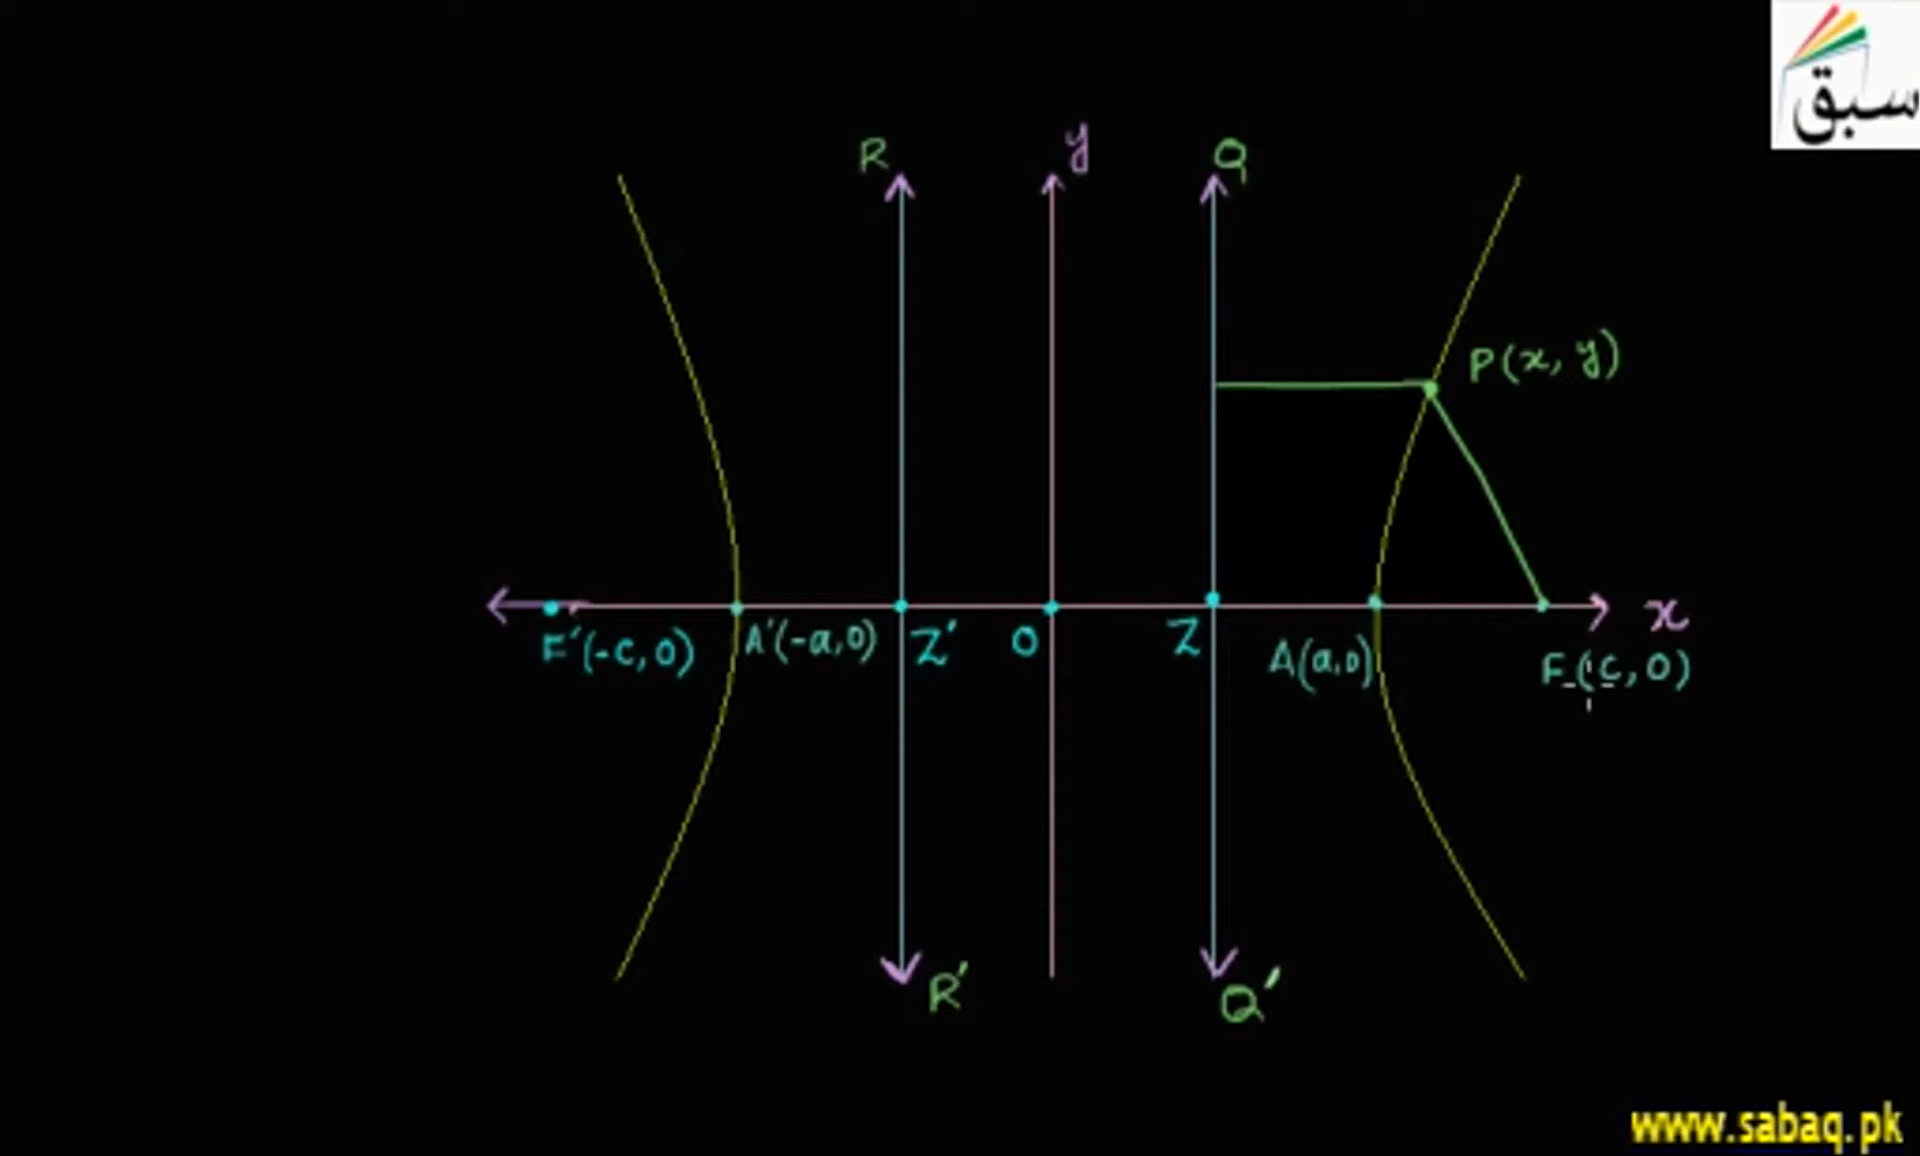 سبق
R y Q
P(x, y)
x
F'(-c, 0) A'(-a, 0) Z' O Z A(a, 0) F(c, 0)
R' Q'
www.sabaq.pk